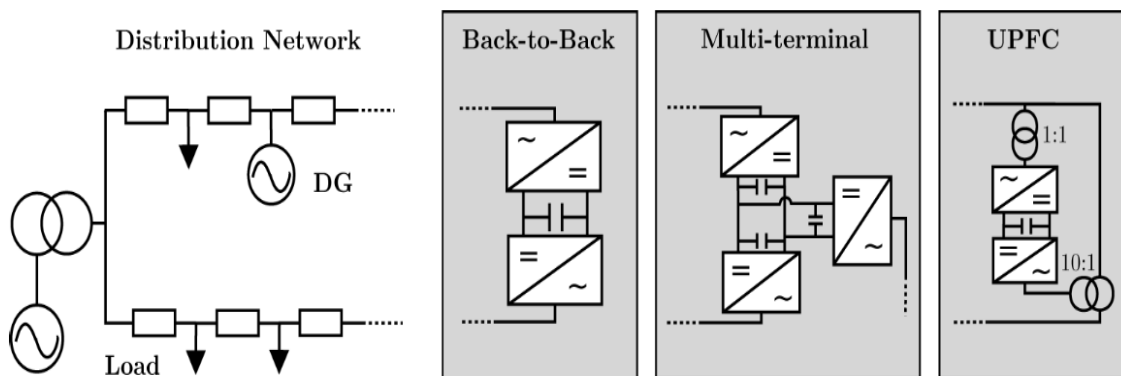 Distribution Network
DG
Load
Back-to-Back
~
=
=
~
Multi-terminal
~
=
=
~
=
~
UPFC
1:1
~
=
=
~
10:1